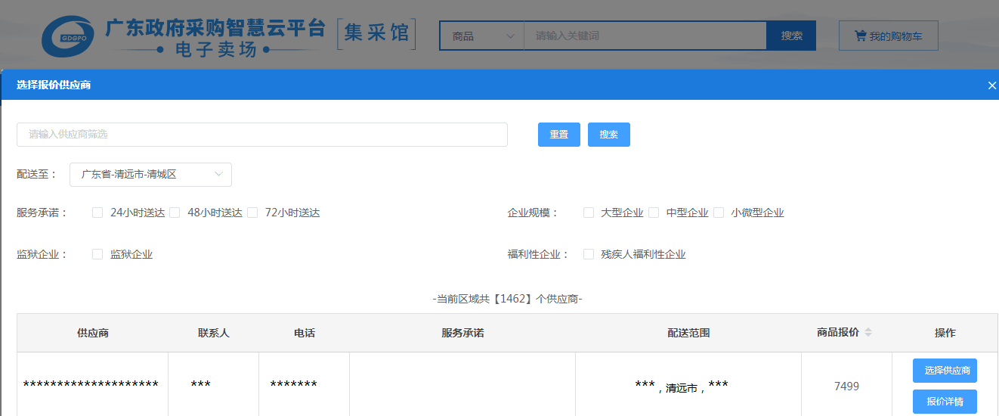 GDGPO
广东政府采购智慧云平台
电子卖场
集采馆
商品
请输入关键词
搜索
我的购物车
选择报价供应商
请输入供应商筛选
重置
搜索
配送至：
广东省-清远市-清城区
服务承诺：
24小时送达
48小时送达
72小时送达
企业规模：
大型企业
中型企业
小微型企业
监狱企业：
监狱企业
福利性企业：
残疾人福利性企业
-当前区域共【1462】个供应商-
供应商
联系人
电话
服务承诺
配送范围
商品报价
操作
********************
***
*******
***，清远市，***
7499
选择供应商
报价详情